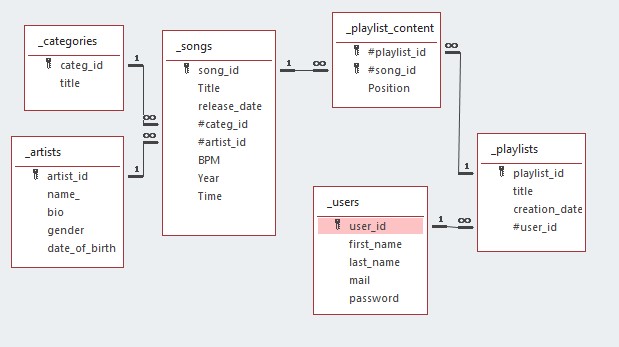 _categories
categ_id
title
_songs
song_id
Title
release_date
#categ_id
#artist_id
BPM
Year
Time
_playlist_content
#playlist_id
#song_id
Position
_artists
artist_id
name_
bio
gender
date_of_birth
_users
user_id
first_name
last_name
mail
password
_playlists
playlist_id
title
creation_date
#user_id
1
∞
1
∞
1
∞
∞
1
1
∞